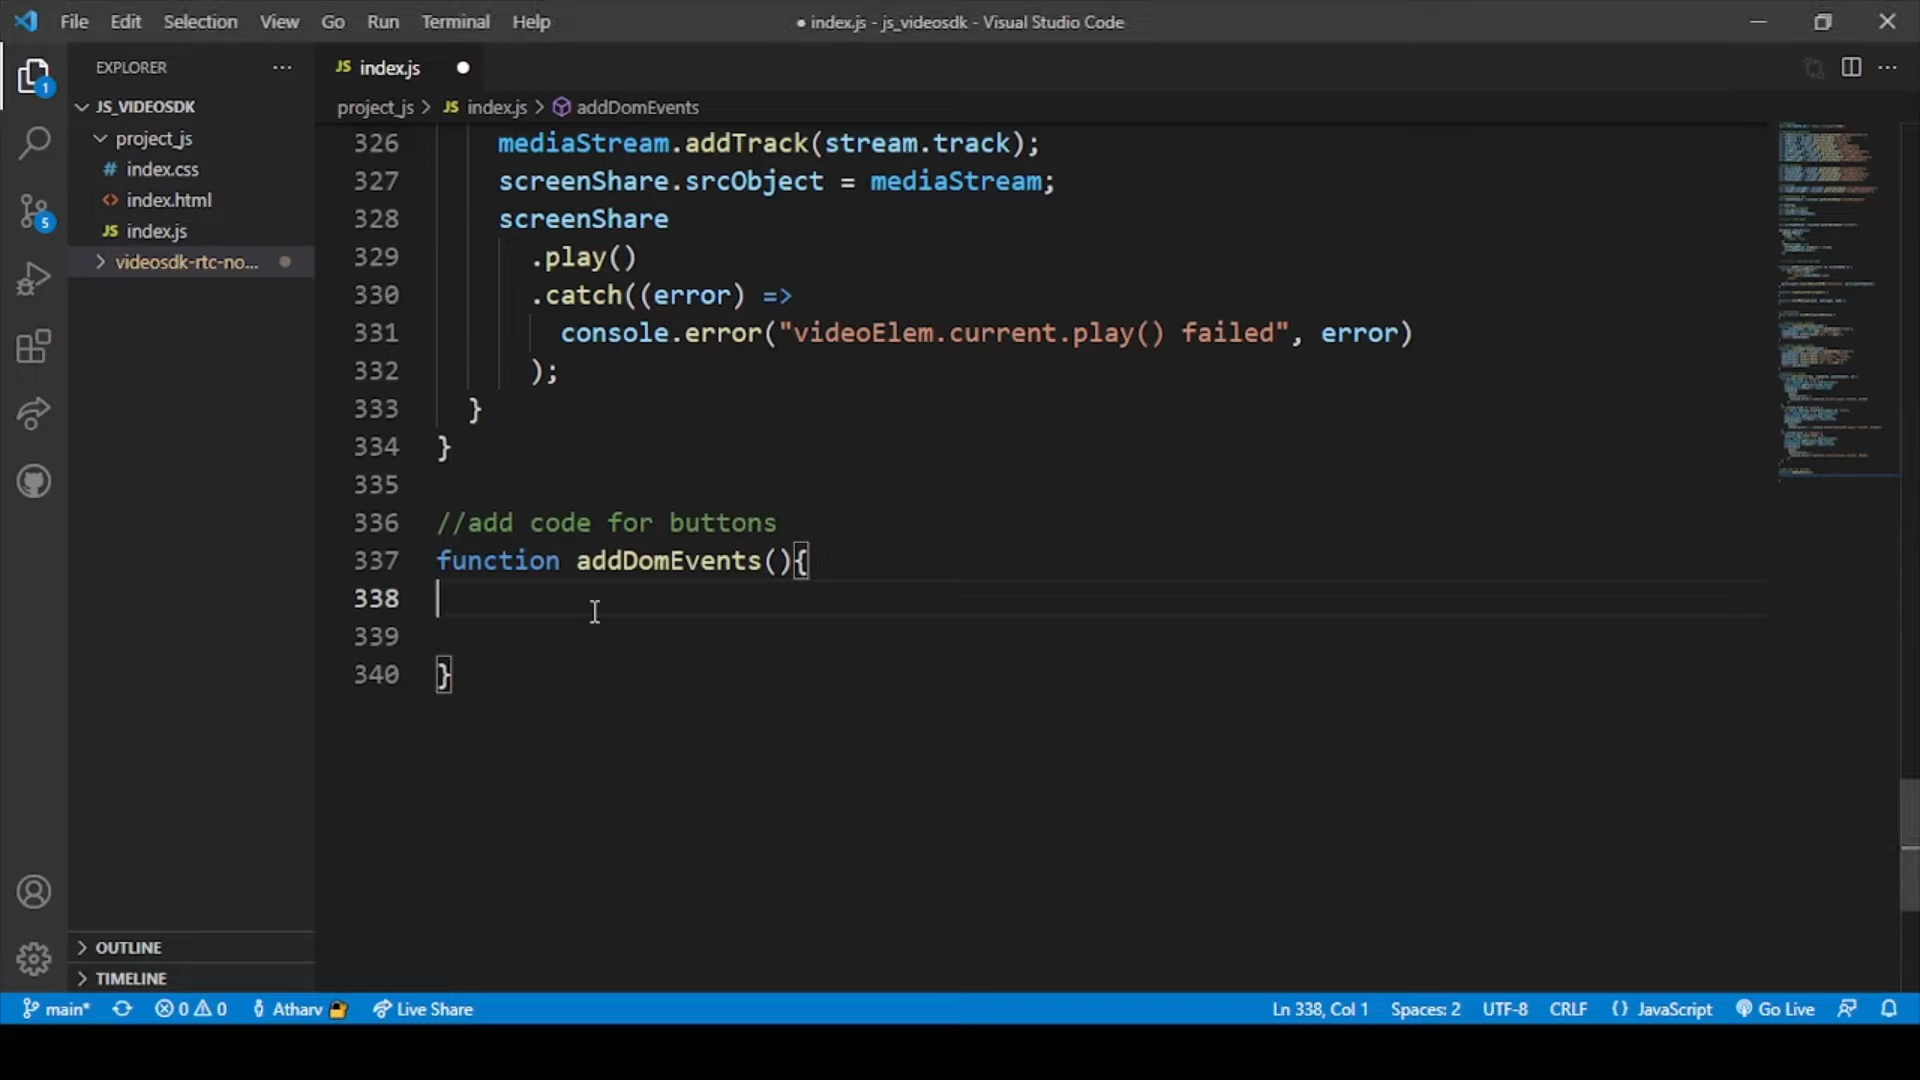 File Edit Selection View Go Run Terminal Help
● index.js - js_videosdk - Visual Studio Code
EXPLORER
JS_VIDEOSDK
project_js
# index.css
<> index.html
JS index.js
videosdk-rtc-no...
OUTLINE
TIMELINE
1
5
JS index.js
project_js > JS index.js > addDomEvents
326 mediaStream.addTrack(stream.track);
327 screenShare.srcObject = mediaStream;
328 screenShare
329 .play()
330 .catch((error) =>
331 console.error("videoElem.current.play() failed", error)
332 );
333 }
334 }
335
336 //add code for buttons
337 function addDomEvents(){
338
339
340 }
main* 0 0 Atharv Live Share Ln 338, Col 1 Spaces: 2 UTF-8 CRLF {} JavaScript Go Live